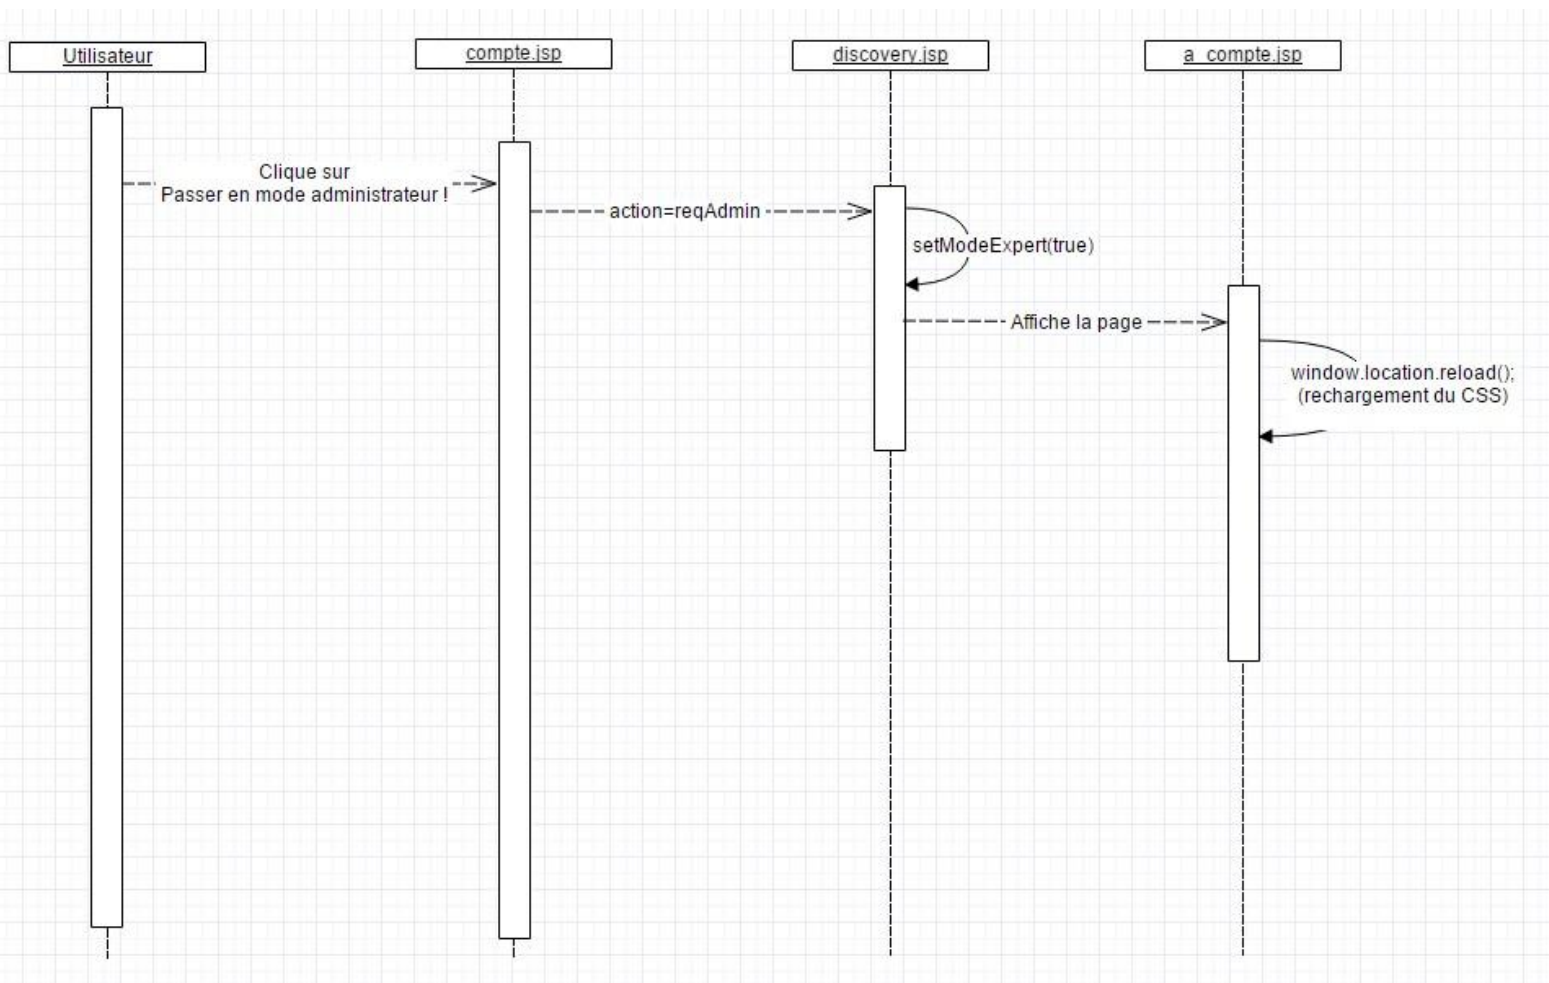 Utilisateur
compte.jsp
discovery.jsp
a_compte.jsp
Clique sur
Passer en mode administrateur !
action=reqAdmin
setModeExpert(true)
Affiche la page
window.location.reload();
(rechargement du CSS)